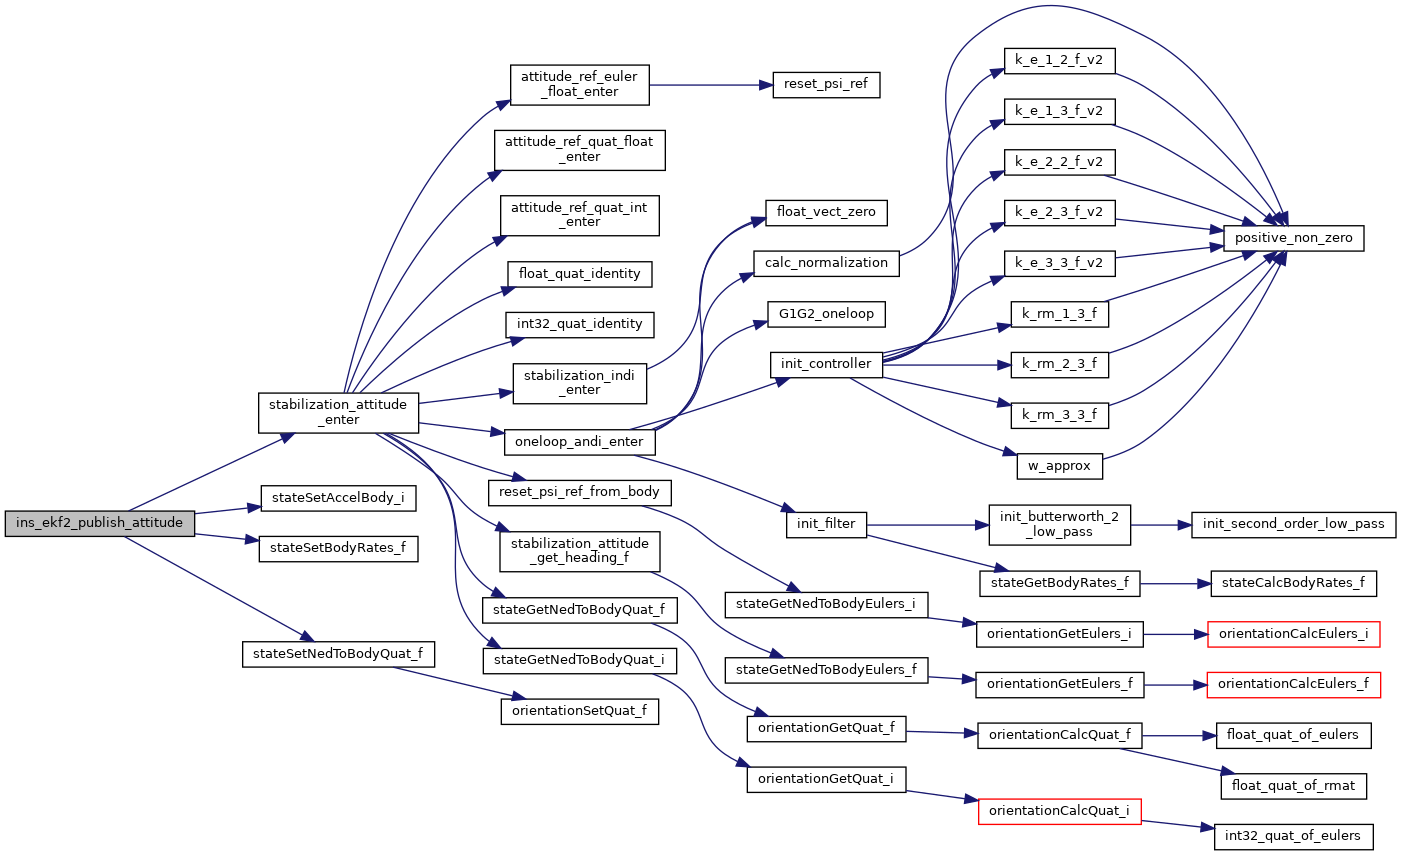 ins_ekf2_publish_attitude
stabilization_attitude
_enter
stateSetAccelBody_i
stateSetBodyRates_f
stateSetNedToBodyQuat_f
attitude_ref_euler
_float_enter
attitude_ref_quat_float
_enter
attitude_ref_quat_int
_enter
float_quat_identity
int32_quat_identity
stabilization_indi
_enter
oneloop_andi_enter
reset_psi_ref_from_body
stabilization_attitude
_get_heading_f
stateGetNedToBodyQuat_f
stateGetNedToBodyQuat_i
orientationSetQuat_f
reset_psi_ref
float_vect_zero
calc_normalization
G1G2_oneloop
init_controller
init_filter
stateGetNedToBodyEulers_i
stateGetNedToBodyEulers_f
orientationGetQuat_f
orientationGetQuat_i
k_e_1_2_f_v2
k_e_1_3_f_v2
k_e_2_2_f_v2
k_e_2_3_f_v2
k_e_3_3_f_v2
k_rm_1_3_f
k_rm_2_3_f
k_rm_3_3_f
w_approx
init_butterworth_2
_low_pass
stateGetBodyRates_f
orientationGetEulers_i
orientationGetEulers_f
orientationCalcQuat_f
orientationCalcQuat_i
positive_non_zero
init_second_order_low_pass
stateCalcBodyRates_f
orientationCalcEulers_i
orientationCalcEulers_f
float_quat_of_eulers
float_quat_of_rmat
int32_quat_of_eulers